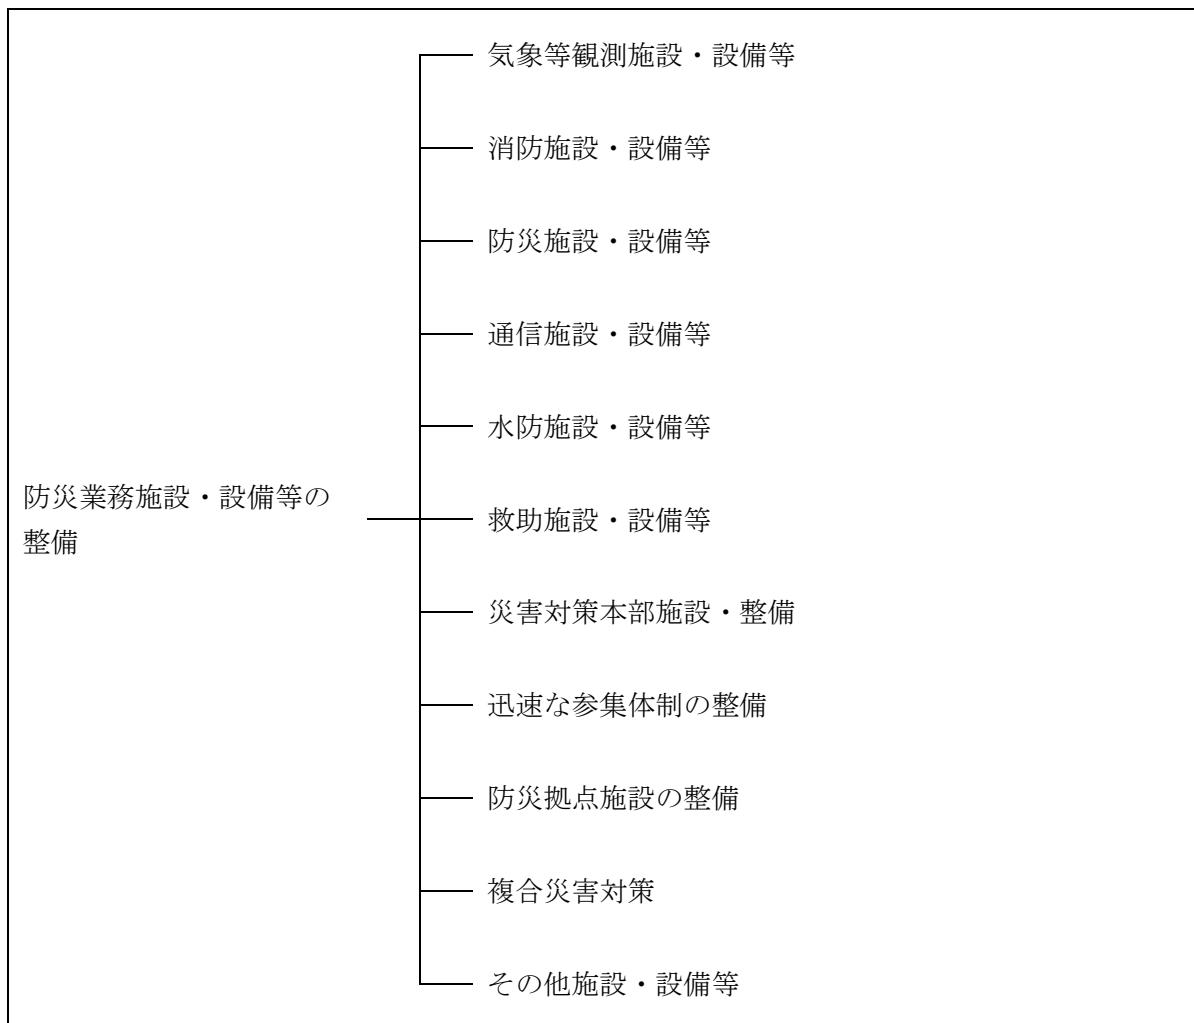 気象等観測施設・設備等
消防施設・設備等
防災施設・設備等
通信施設・設備等
水防施設・設備等
防災業務施設・設備等の
整備
救助施設・設備等
災害対策本部施設・整備
迅速な参集体制の整備
防災拠点施設の整備
複合災害対策
その他施設・設備等